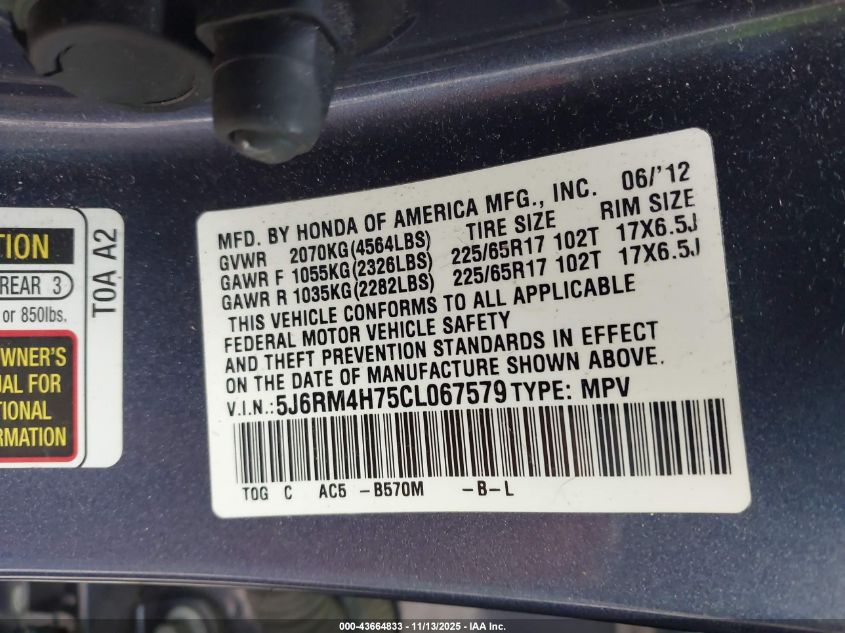 TION
REAR 3
or 850lbs.
WNER'S
UAL FOR
TIONAL
RMATION
TOA A2
MFD. BY HONDA OF AMERICA MFG., INC. 06/'12
GVWR 2070KG(4564LBS) TIRE SIZE RIM SIZE
GAWR F 1055KG(2326LBS) 225/65R17 102T 17X6.5J
GAWR R 1035KG(2282LBS) 225/65R17 102T 17X6.5J
THIS VEHICLE CONFORMS TO ALL APPLICABLE
FEDERAL MOTOR VEHICLE SAFETY
AND THEFT PREVENTION STANDARDS IN EFFECT
ON THE DATE OF MANUFACTURE SHOWN ABOVE.
V.I.N.:5J6RM4H75CL067579 TYPE: MPV
TOG C AC5 -B570M -B-L
000-43664833 - 11/13/2025 - IAA Inc.